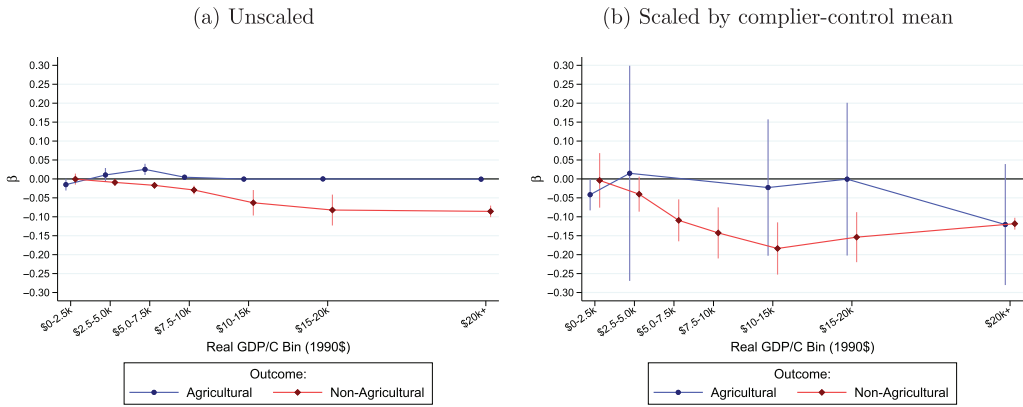 (a) Unscaled
0.30
0.25
0.20
0.15
0.10
0.05
0.00
−0.05
−0.10
−0.15
−0.20
−0.25
−0.30
β
$0-2.5k
$2.5-5.0k
$5.0-7.5k
$7.5-10k
$10-15k
$15-20k
$20k+
Real GDP/C Bin (1990$)
Outcome:
Agricultural Non-Agricultural
(b) Scaled by complier-control mean
0.30
0.25
0.20
0.15
0.10
0.05
0.00
−0.05
−0.10
−0.15
−0.20
−0.25
−0.30
β
$0-2.5k
$2.5-5.0k
$5.0-7.5k
$7.5-10k
$10-15k
$15-20k
$20k+
Real GDP/C Bin (1990$)
Outcome:
Agricultural Non-Agricultural